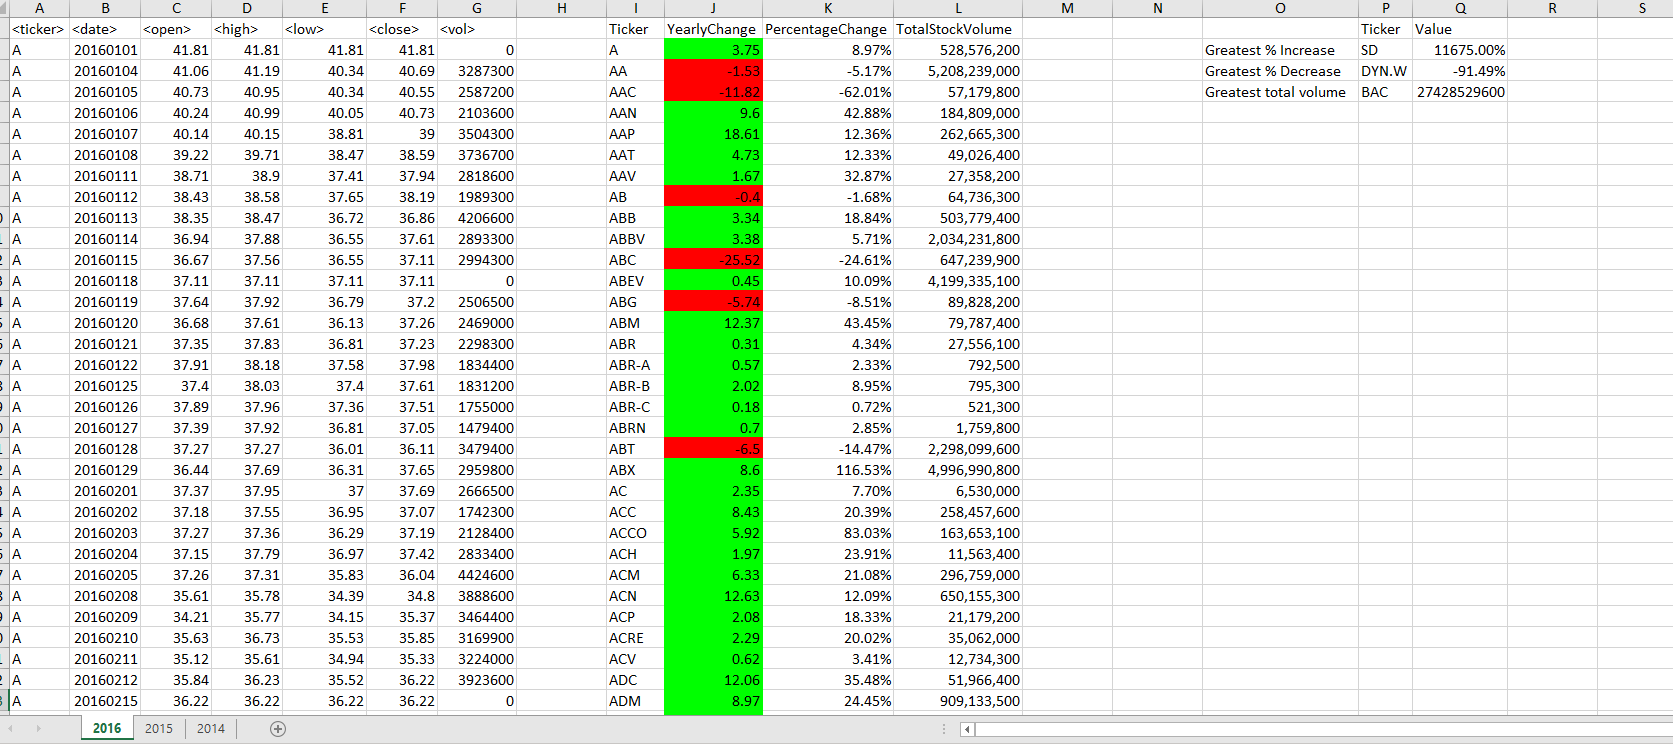 A B C D E F G H I J K L M N O P Q R S
<ticker> <date> <open> <high> <low> <close> <vol> Ticker YearlyChange PercentageChange TotalStockVolume Ticker Value
A 20160101 41.81 41.81 41.81 41.81 0 A 3.75 8.97% 528,576,200 Greatest % Increase SD 11675.00%
A 20160104 41.06 41.19 40.34 40.69 3287300 AA -1.53 -5.17% 5,208,239,000 Greatest % Decrease DYN.W -91.49%
A 20160105 40.73 40.95 40.34 40.55 2587200 AAC -11.82 -62.01% 57,179,800 Greatest total volume BAC 27428529600
A 20160106 40.24 40.99 40.05 40.73 2103600 AAN 9.6 42.88% 184,809,000
A 20160107 40.14 40.15 38.81 39 3504300 AAP 18.61 12.36% 262,665,300
A 20160108 39.22 39.71 38.47 38.59 3736700 AAT 4.73 12.33% 49,026,400
A 20160111 38.71 38.9 37.41 37.94 2818600 AAV 1.67 32.87% 27,358,200
A 20160112 38.43 38.58 37.65 38.19 1989300 AB -0.4 -1.68% 64,736,300
A 20160113 38.35 38.47 36.72 36.86 4206600 ABB 3.34 18.84% 503,779,400
A 20160114 36.94 37.88 36.55 37.61 2893300 ABBV 3.38 5.71% 2,034,231,800
A 20160115 36.67 37.56 36.55 37.11 2994300 ABC -25.52 -24.61% 647,239,900
A 20160118 37.11 37.11 37.11 37.11 0 ABEV 0.45 10.09% 4,199,335,100
A 20160119 37.64 37.92 36.79 37.2 2506500 ABG -5.74 -8.51% 89,828,200
A 20160120 36.68 37.61 36.13 37.26 2469000 ABM 12.37 43.45% 79,787,400
A 20160121 37.35 37.83 36.81 37.23 2298300 ABR 0.31 4.34% 27,556,100
A 20160122 37.91 38.18 37.58 37.98 1834400 ABR-A 0.57 2.33% 792,500
A 20160125 37.4 38.03 37.4 37.61 1831200 ABR-B 2.02 8.95% 795,300
A 20160126 37.89 37.96 37.36 37.51 1755000 ABR-C 0.18 0.72% 521,300
A 20160127 37.39 37.92 36.81 37.05 1479400 ABRN 0.7 2.85% 1,759,800
A 20160128 37.27 37.27 36.01 36.11 3479400 ABT -6.5 -14.47% 2,298,099,600
A 20160129 36.44 37.69 36.31 37.65 2959800 ABX 8.6 116.53% 4,996,990,800
A 20160201 37.37 37.95 37 37.69 2666500 AC 2.35 7.70% 6,530,000
A 20160202 37.18 37.55 36.95 37.07 1742300 ACC 8.43 20.39% 258,457,600
A 20160203 37.27 37.36 36.29 37.19 2128400 ACCO 5.92 83.03% 163,653,100
A 20160204 37.15 37.79 36.97 37.42 2833400 ACH 1.97 23.91% 11,563,400
A 20160205 37.26 37.31 35.83 36.04 4424600 ACM 6.33 21.08% 296,759,000
A 20160208 35.61 35.78 34.39 34.8 3888600 ACN 12.63 12.09% 650,155,300
A 20160209 34.21 35.77 34.15 35.37 3464400 ACP 2.08 18.33% 21,179,200
A 20160210 35.63 36.73 35.53 35.85 3169900 ACRE 2.29 20.02% 35,062,000
A 20160211 35.12 35.61 34.94 35.33 3224000 ACV 0.62 3.41% 12,734,300
A 20160212 35.84 36.23 35.52 36.22 3923600 ADC 12.06 35.48% 51,966,400
A 20160215 36.22 36.22 36.22 36.22 0 ADM 8.97 24.45% 909,133,500
2016 2015 2014